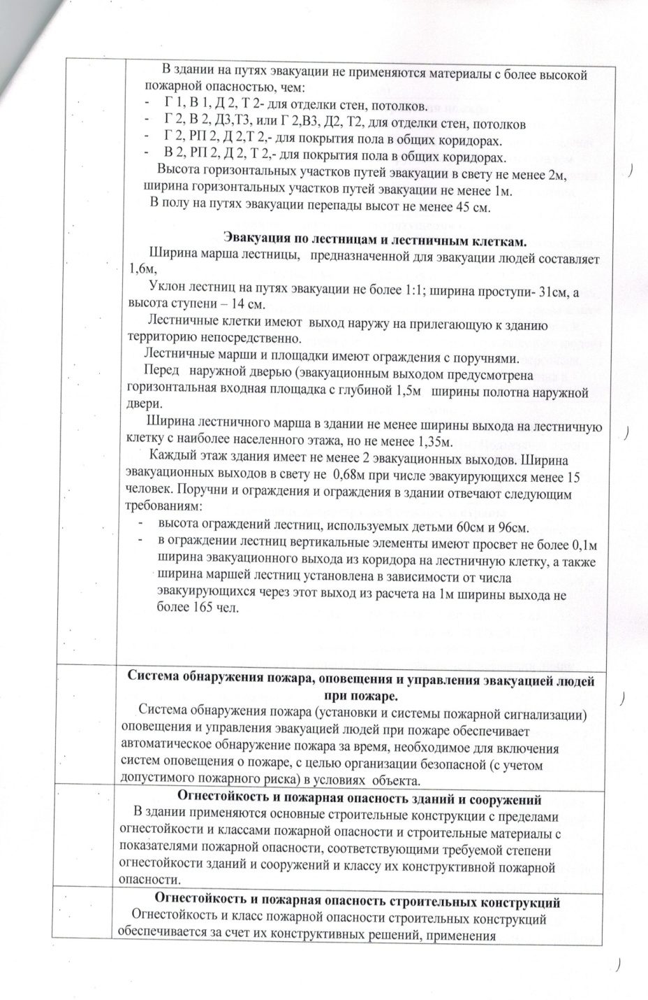 В здании на путях эвакуации не применяются материалы с более высокой
пожарной опасностью, чем:
- Г 1, В 1, Д 2, Т 2- для отделки стен, потолков.
- Г 2, В 2, Д3,Т3, или Г 2,В3, Д2, Т2, для отделки стен, потолков
- Г 2, РП 2, Д 2,Т 2,- для покрытия пола в общих коридорах.
- В 2, РП 2, Д 2, Т 2,- для покрытия пола в общих коридорах.
Высота горизонтальных участков путей эвакуации в свету не менее 2м,
ширина горизонтальных участков путей эвакуации не менее 1м.
В полу на путях эвакуации перепады высот не менее 45 см.
Эвакуация по лестницам и лестничным клеткам.
Ширина марша лестницы, предназначенной для эвакуации людей составляет
1,6м,
Уклон лестниц на путях эвакуации не более 1:1; ширина проступи- 31см, а
высота ступени – 14 см.
Лестничные клетки имеют выход наружу на прилегающую к зданию
территорию непосредственно.
Лестничные марши и площадки имеют ограждения с поручнями.
Перед наружной дверью (эвакуационным выходом предусмотрена
горизонтальная входная площадка с глубиной 1,5м ширины полотна наружной
двери.
Ширина лестничного марша в здании не менее ширины выхода на лестничную
клетку с наиболее населенного этажа, но не менее 1,35м.
Каждый этаж здания имеет не менее 2 эвакуационных выходов. Ширина
эвакуационных выходов в свету не 0,68м при числе эвакуирующихся менее 15
человек. Поручни и ограждения и ограждения в здании отвечают следующим
требованиям:
- высота ограждений лестниц, используемых детьми 60см и 96см.
- в ограждении лестниц вертикальные элементы имеют просвет не более 0,1м
ширина эвакуационного выхода из коридора на лестничную клетку, а также
ширина маршей лестниц установлена в зависимости от числа
эвакуирующихся через этот выход из расчета на 1м ширины выхода не
более 165 чел.
Система обнаружения пожара, оповещения и управления эвакуацией людей
при пожаре.
Система обнаружения пожара (установки и системы пожарной сигнализации)
оповещения и управления эвакуацией людей при пожаре обеспечивает
автоматическое обнаружение пожара за время, необходимое для включения
систем оповещения о пожаре, с целью организации безопасной (с учетом
допустимого пожарного риска) в условиях объекта.
Огнестойкость и пожарная опасность зданий и сооружений
В здании применяются основные строительные конструкции с пределами
огнестойкости и классами пожарной опасности и строительные материалы с
показателями пожарной опасности, соответствующими требуемой степени
огнестойкости зданий и сооружений и классу их конструктивной пожарной
опасности.
Огнестойкость и пожарная опасность строительных конструкций
Огнестойкость и класс пожарной опасности строительных конструкций
обеспечивается за счет их конструктивных решений, применения